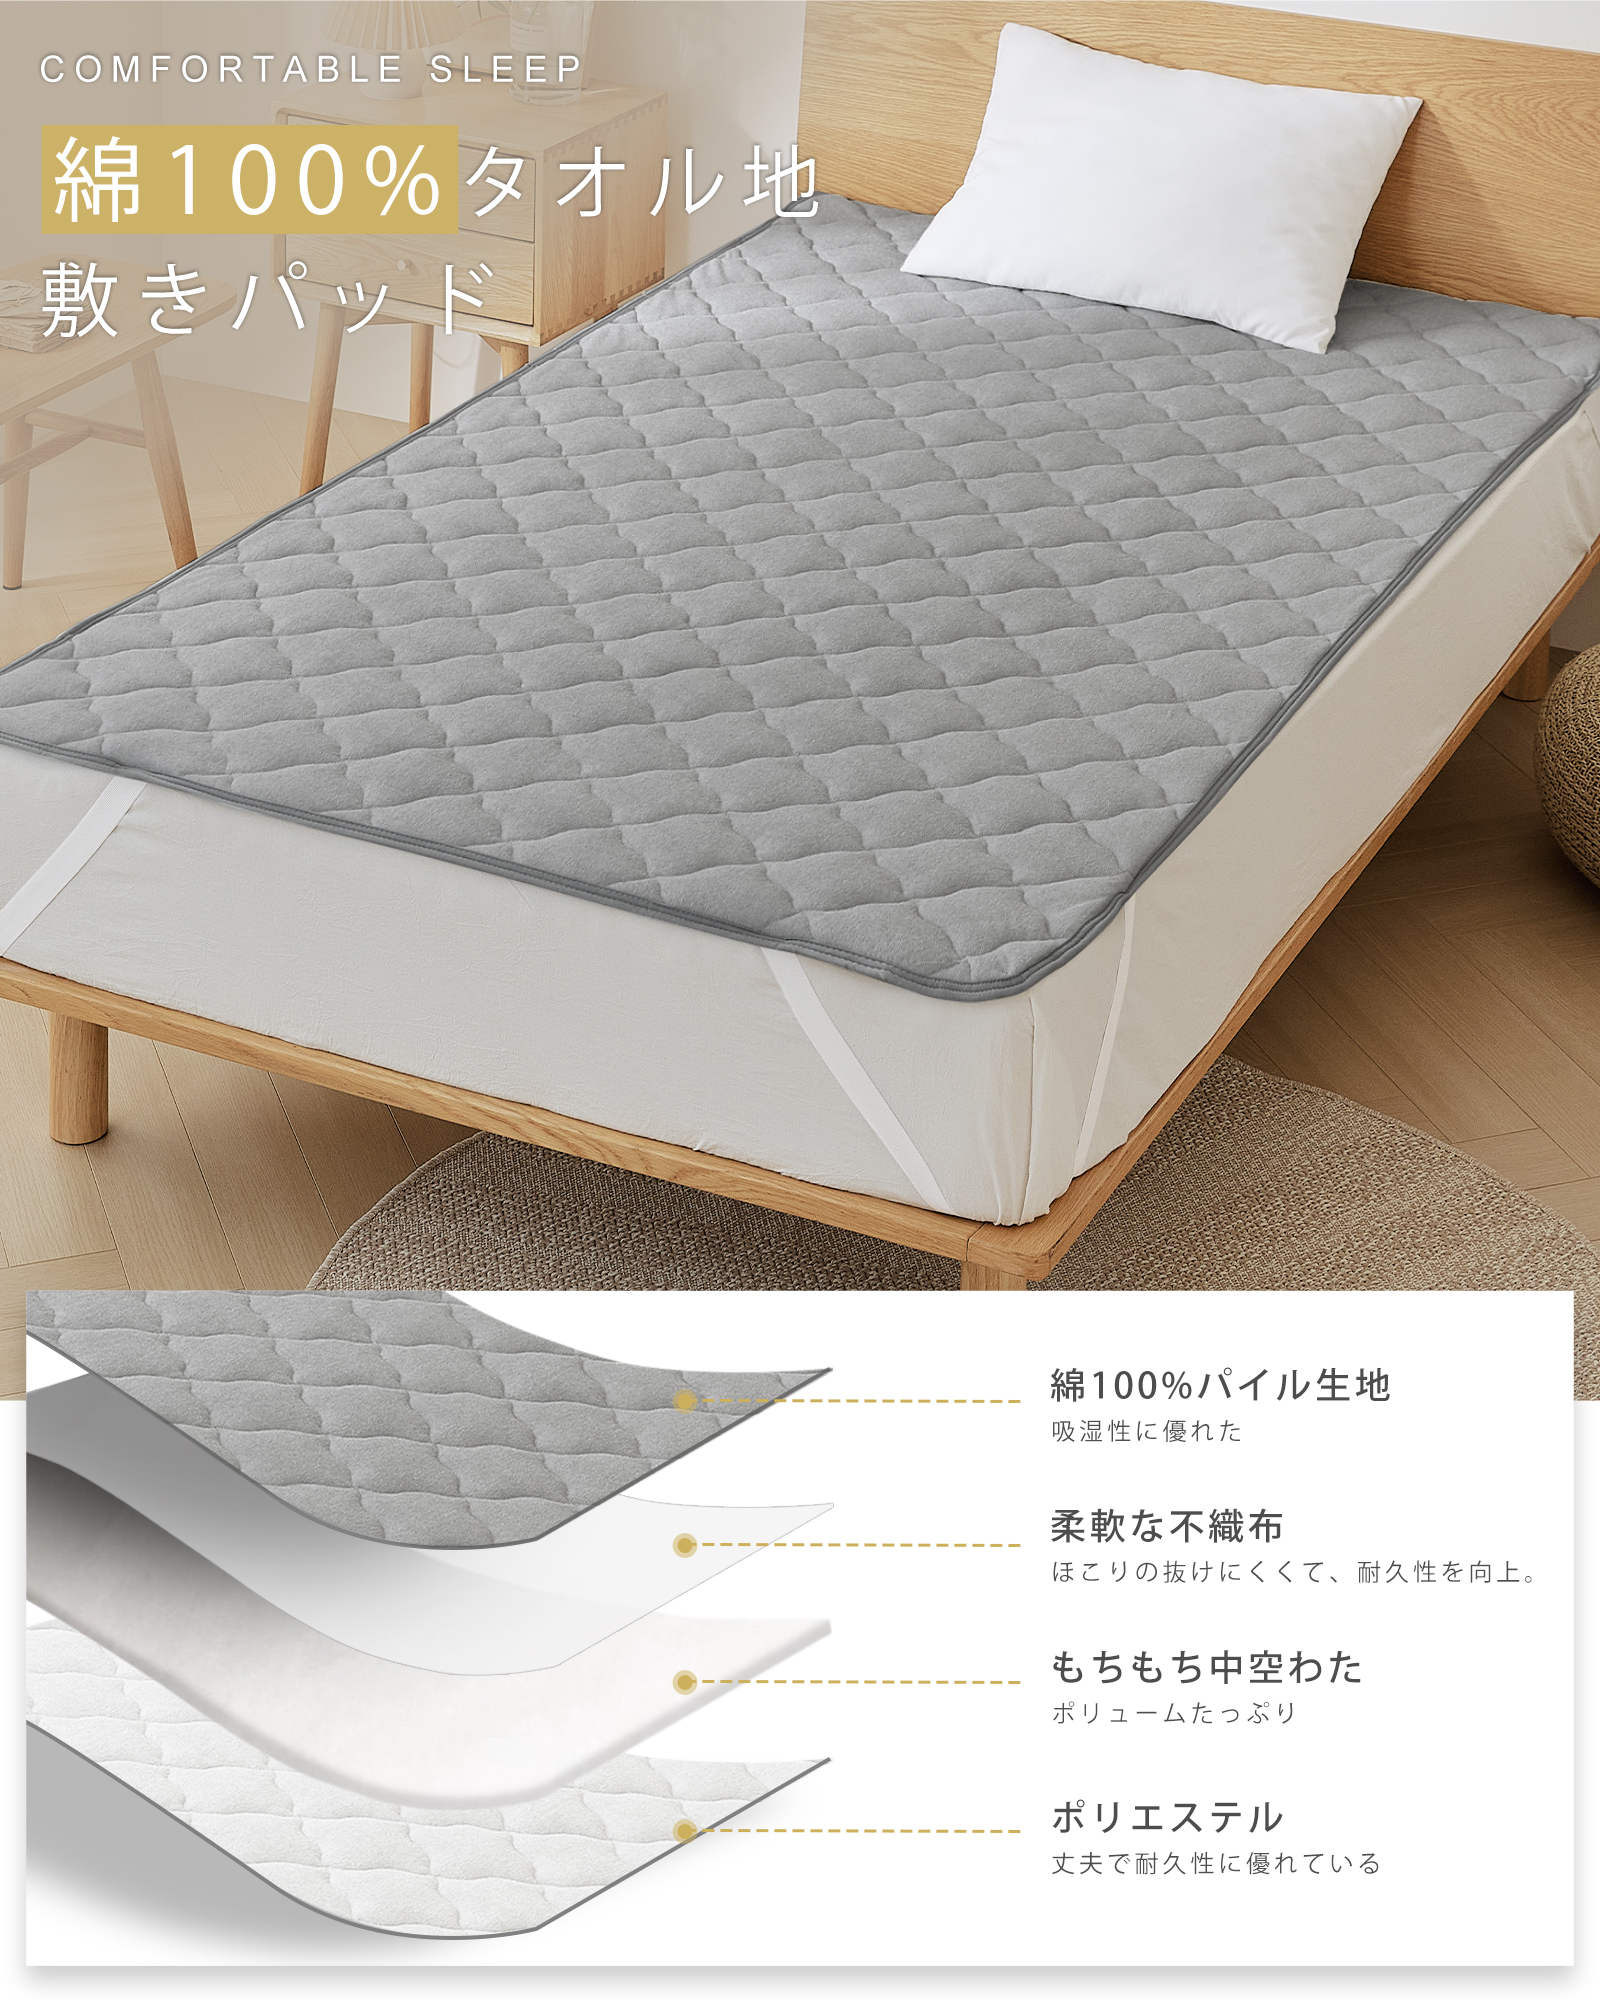 COMFORTABLE SLEEP
綿100%タオル地
敷きパッド
綿100%パイル生地
吸湿性に優れた
柔軟な不織布
ほこりの抜けにくくて、耐久性を向上。
もちもち中空わた
ポリュームたっぷり
ポリエステル
丈夫で耐久性に優れている